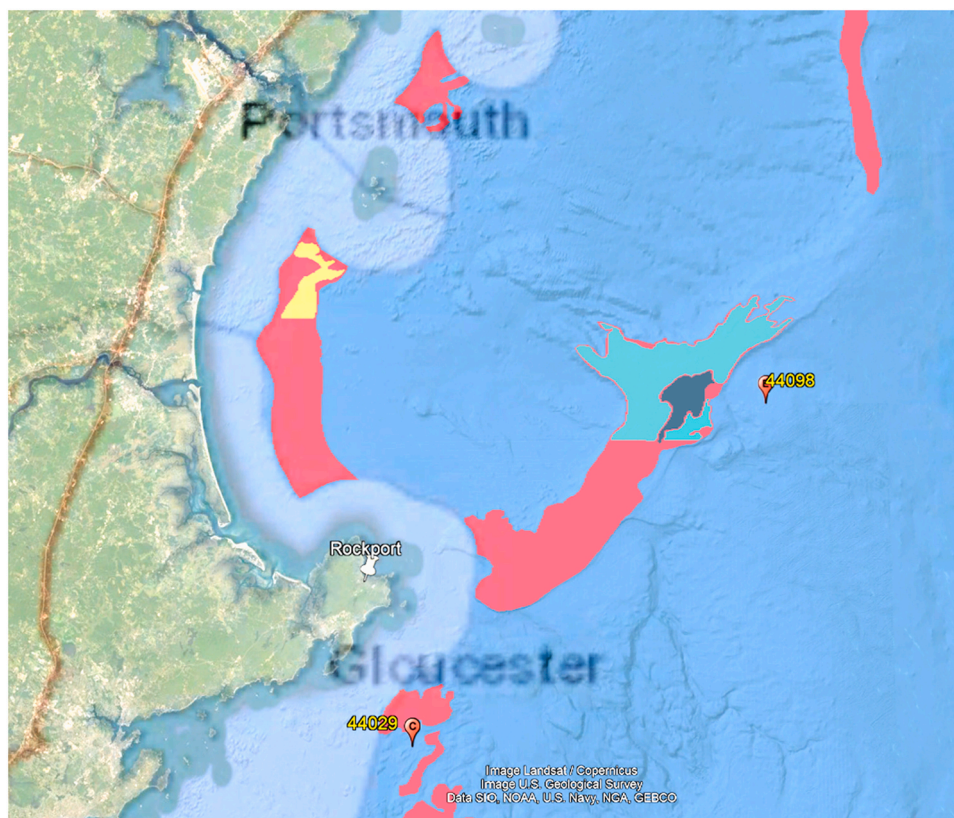 Portsmouth
E
44098
Rockport
Gloucester
44029
C
Image Landsat / Copernicus
Image U.S. Geological Survey
Data SIO, NOAA, U.S. Navy, NGA, GEBCO